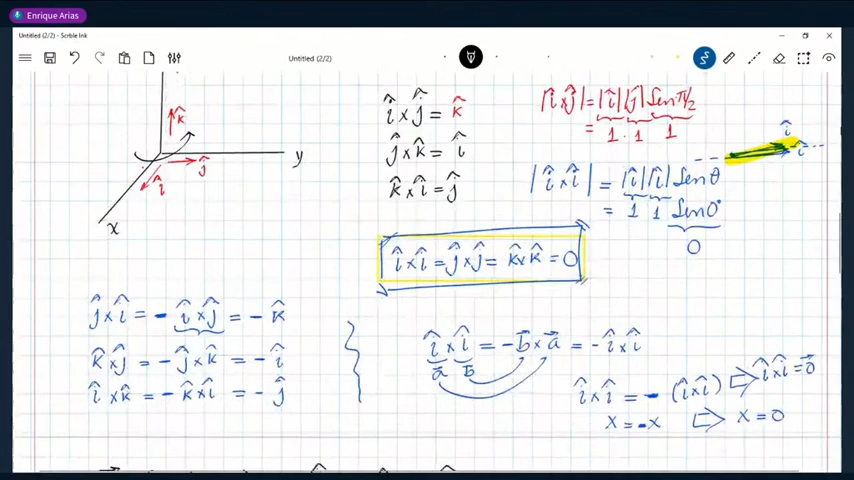 Enrique Arias
Untitled (2/2) - Scrble Ink
Untitled (2/2)
k̂
ĵ
î
y
x
î x ĵ = k̂
ĵ x k̂ = î
k̂ x î = ĵ
|î x ĵ| = |î| |ĵ| Sen π/2
= 1 . 1 1
î
î
|î x î| = |î| |î| Sen θ
= 1 1 Sen 0°
0
î x î = ĵ x ĵ = k̂ x k̂ = 0
ĵ x î = - î x ĵ = - k̂
k̂ x ĵ = - ĵ x k̂ = - î
î x k̂ = - k̂ x î = - ĵ
î x î = - b⃗ x a⃗ = - î x î
a⃗ b⃗
î x î = - (î x î) ⇒ î x î = 0⃗
x = -x ⇒ x = 0